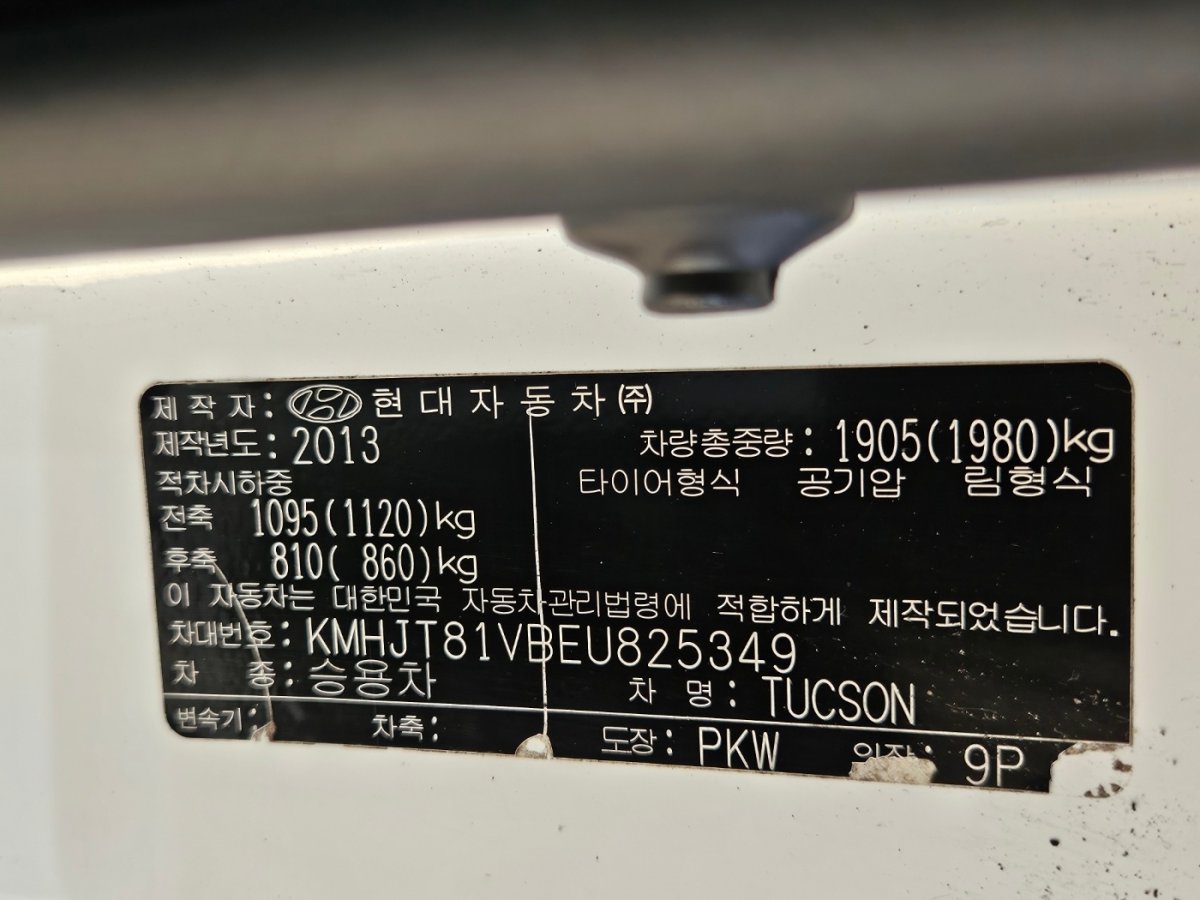 제 작 자 : 현대자동차㈜
제작년도 : 2013 차량총중량 : 1905(1980)kg
적차시하중 타이어형식 공기압 림형식
전축 1095(1120)kg
후축 810( 860)kg
이 자동차는 대한민국 자동차관리법령에 적합하게 제작되었습니다.
차대번호 : KMHJT81VBEU825349
차 종 : 승용차 차 명 : TUCSON
변속기 : 차축 : 도장 : PKW : 9P